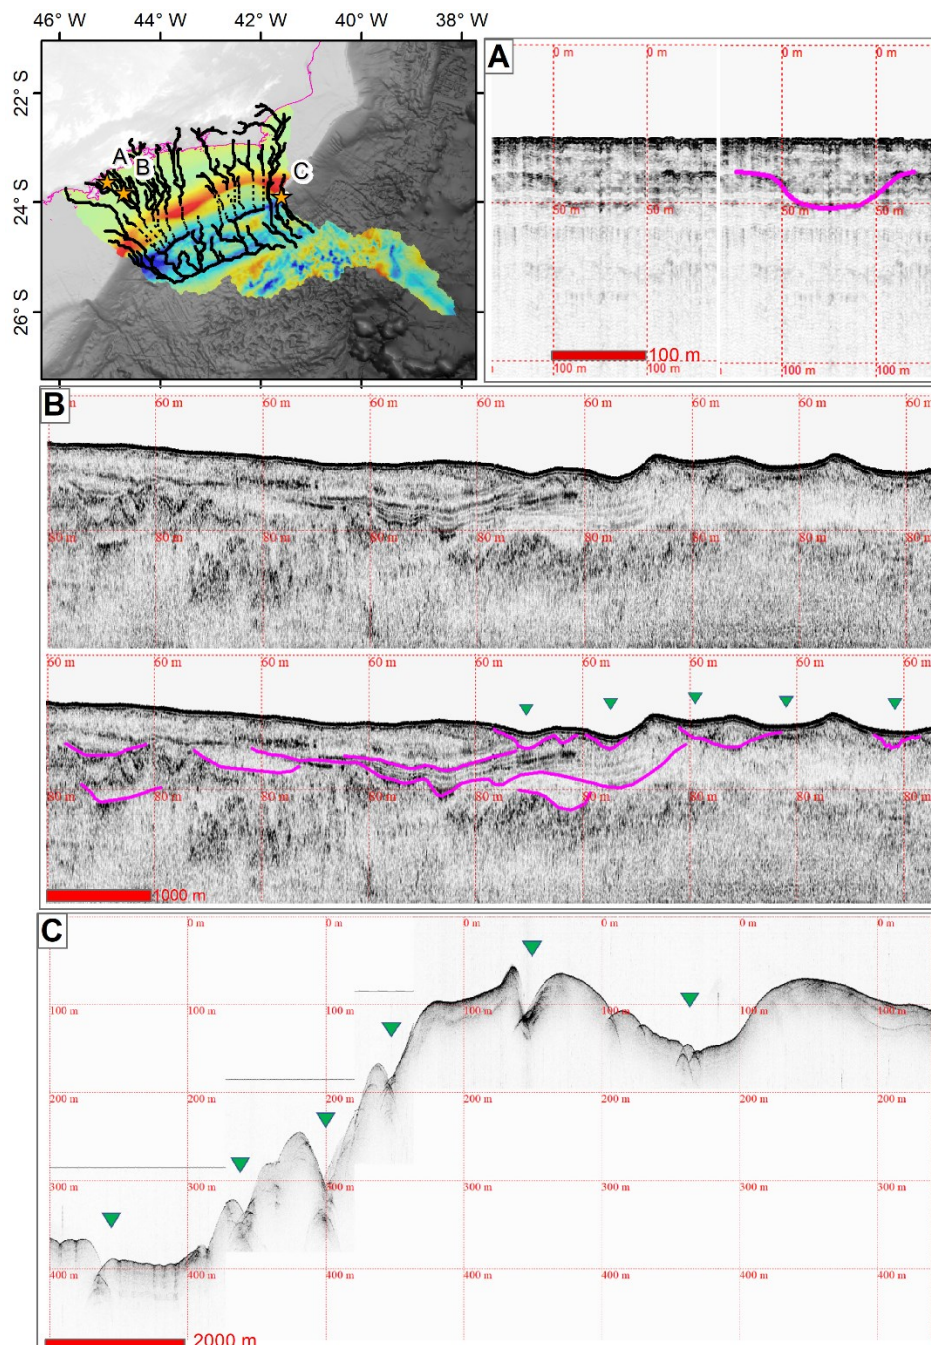 46° W 44° W 42° W 40° W 38° W
22° S
24° S
26° S
A
B
C
A
0 m 0 m 0 m 0 m
50 m 50 m 50 m 50 m
100 m
100 m 100 m 100 m 100 m
B
60 m 60 m 60 m 60 m 60 m 60 m 60 m 60 m 60 m
80 m 80 m 80 m 80 m 80 m 80 m 80 m 80 m 80 m
60 m 60 m 60 m 60 m 60 m 60 m 60 m 60 m 60 m
80 m 80 m 80 m 80 m 80 m 80 m 80 m 80 m 80 m
1000 m
C
0 m 0 m 0 m 0 m 0 m 0 m
100 m 100 m 100 m 100 m 100 m
200 m 200 m 200 m 200 m 200 m 200 m 200 m
300 m 300 m 300 m 300 m 300 m 300 m 300 m
400 m 400 m 400 m 400 m 400 m 400 m 400 m
2000 m